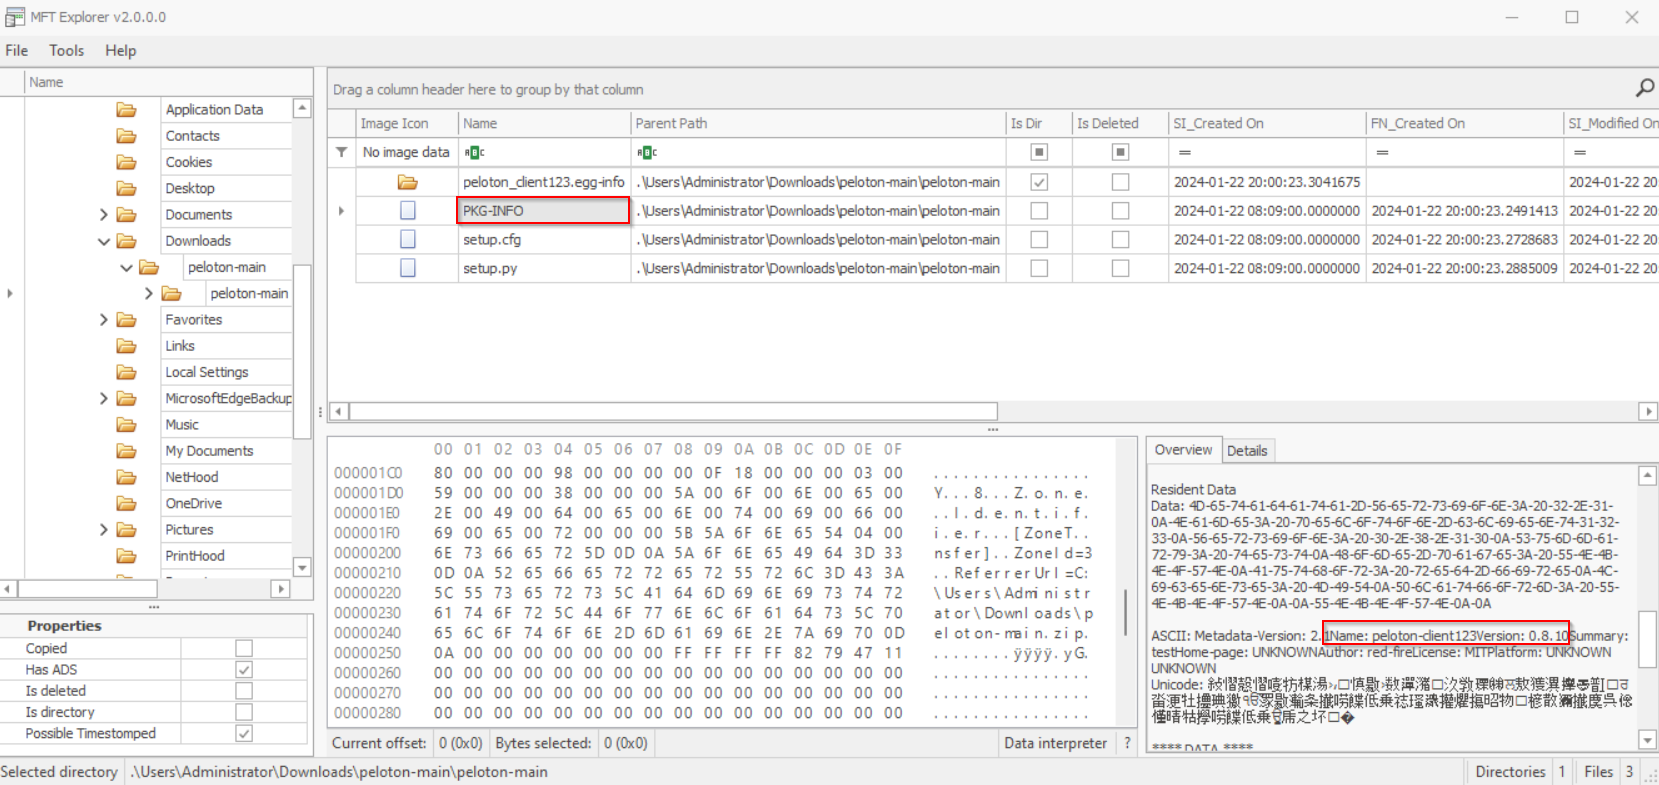 MFT Explorer v2.0.0.0
File Tools Help
Name
Application Data
Contacts
Cookies
Desktop
Documents
Downloads
peloton-main
peloton-main
Favorites
Links
Local Settings
MicrosoftEdgeBackup
Music
My Documents
NetHood
OneDrive
Pictures
PrintHood
Properties
Copied
Has ADS
Is deleted
Is directory
Possible Timestomped
Drag a column header here to group by that column
Image Icon Name Parent Path Is Dir Is Deleted SI_Created On FN_Created On SI_Modified On
No image data ABC ABC = = =
peloton_client123.egg-info .\Users\Administrator\Downloads\peloton-main\peloton-main 2024-01-22 20:00:23.3041675 2024-01-22 20
PKG-INFO .\Users\Administrator\Downloads\peloton-main\peloton-main 2024-01-22 08:09:00.0000000 2024-01-22 20:00:23.2491413 2024-01-22 20
setup.cfg .\Users\Administrator\Downloads\peloton-main\peloton-main 2024-01-22 08:09:00.0000000 2024-01-22 20:00:23.2728683 2024-01-22 20
setup.py .\Users\Administrator\Downloads\peloton-main\peloton-main 2024-01-22 08:09:00.0000000 2024-01-22 20:00:23.2885009 2024-01-22 20
00 01 02 03 04 05 06 07 08 09 0A 0B 0C 0D 0E 0F
000001C0 80 00 00 00 98 00 00 00 00 0F 18 00 00 00 03 00 ................
000001D0 59 00 00 00 38 00 00 00 5A 00 6F 00 6E 00 65 00 Y...8...Z.o.n.e.
000001E0 2E 00 49 00 64 00 65 00 6E 00 74 00 69 00 66 00 ..I.d.e.n.t.i.f.
000001F0 69 00 65 00 72 00 00 00 5B 5A 6F 6E 65 54 04 00 i.e.r...[ZoneT..
00000200 6E 73 66 65 72 5D 0D 0A 5A 6F 6E 65 49 64 3D 33 nsfer]..ZoneId=3
00000210 0D 0A 52 65 66 65 72 72 65 72 55 72 6C 3D 43 3A ..ReferrerUrl=C:
00000220 5C 55 73 65 72 73 5C 41 64 6D 69 6E 69 73 74 72 \Users\Administr
00000230 61 74 6F 72 5C 44 6F 77 6E 6C 6F 61 64 73 5C 70 ator\Downloads\p
00000240 65 6C 6F 74 6F 6E 2D 6D 61 69 6E 2E 7A 69 70 0D eloton-main.zip.
00000250 0A 00 00 00 00 00 00 00 FF FF FF FF 82 79 47 11 ........ÿÿÿÿ.yG.
00000260 00 00 00 00 00 00 00 00 00 00 00 00 00 00 00 00 ................
00000270 00 00 00 00 00 00 00 00 00 00 00 00 00 00 00 00 ................
00000280 00 00 00 00 00 00 00 00 00 00 00 00 00 00 00 00 ................
Current offset: 0 (0x0) Bytes selected: 0 (0x0) Data interpreter ?
Overview Details
Resident Data
Data: 4D-65-74-61-64-61-74-61-2D-56-65-72-73-69-6F-6E-3A-20-32-2E-31-
0A-4E-61-6D-65-3A-20-70-65-6C-6F-74-6F-6E-2D-63-6C-69-65-6E-74-31-32-
33-0A-56-65-72-73-69-6F-6E-3A-20-30-2E-38-2E-31-30-0A-53-75-6D-6D-61-
72-79-3A-20-74-65-73-74-0A-48-6F-6D-65-2D-70-61-67-65-3A-20-55-4E-4B-
4E-4F-57-4E-0A-41-75-74-68-6F-72-3A-20-72-65-64-2D-66-69-72-65-0A-4C-
69-63-65-6E-73-65-3A-20-4D-49-54-0A-50-6C-61-74-66-6F-72-6D-3A-20-55-
4E-4B-4E-4F-57-4E-0A-0A-55-4E-4B-4E-4F-57-4E-0A-0A
ASCII: Metadata-Version: 2.1Name: peloton-client123Version: 0.8.10Summary:
testHome-page: UNKNOWNAuthor: red-fireLicense: MITPlatform: UNKNOWN
UNKNOWN
Unicode:
**** DATA ****
Selected directory .\Users\Administrator\Downloads\peloton-main\peloton-main Directories 1 Files 3